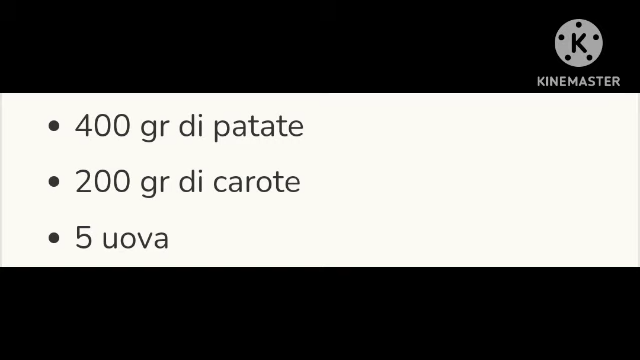 KINEMASTER
• 400 gr di patate
• 200 gr di carote
• 5 uova